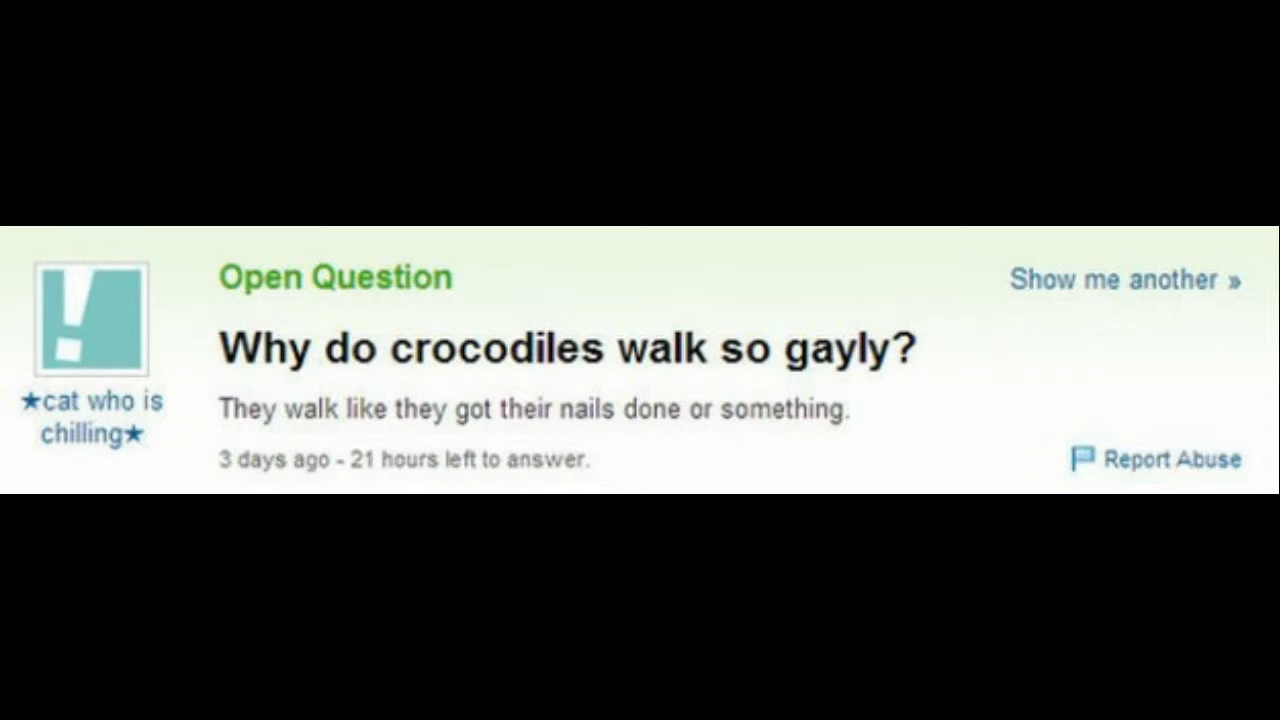 Open Question
Show me another »
Why do crocodiles walk so gayly?
They walk like they got their nails done or something.
★cat who is
chilling★
3 days ago - 21 hours left to answer.
Report Abuse